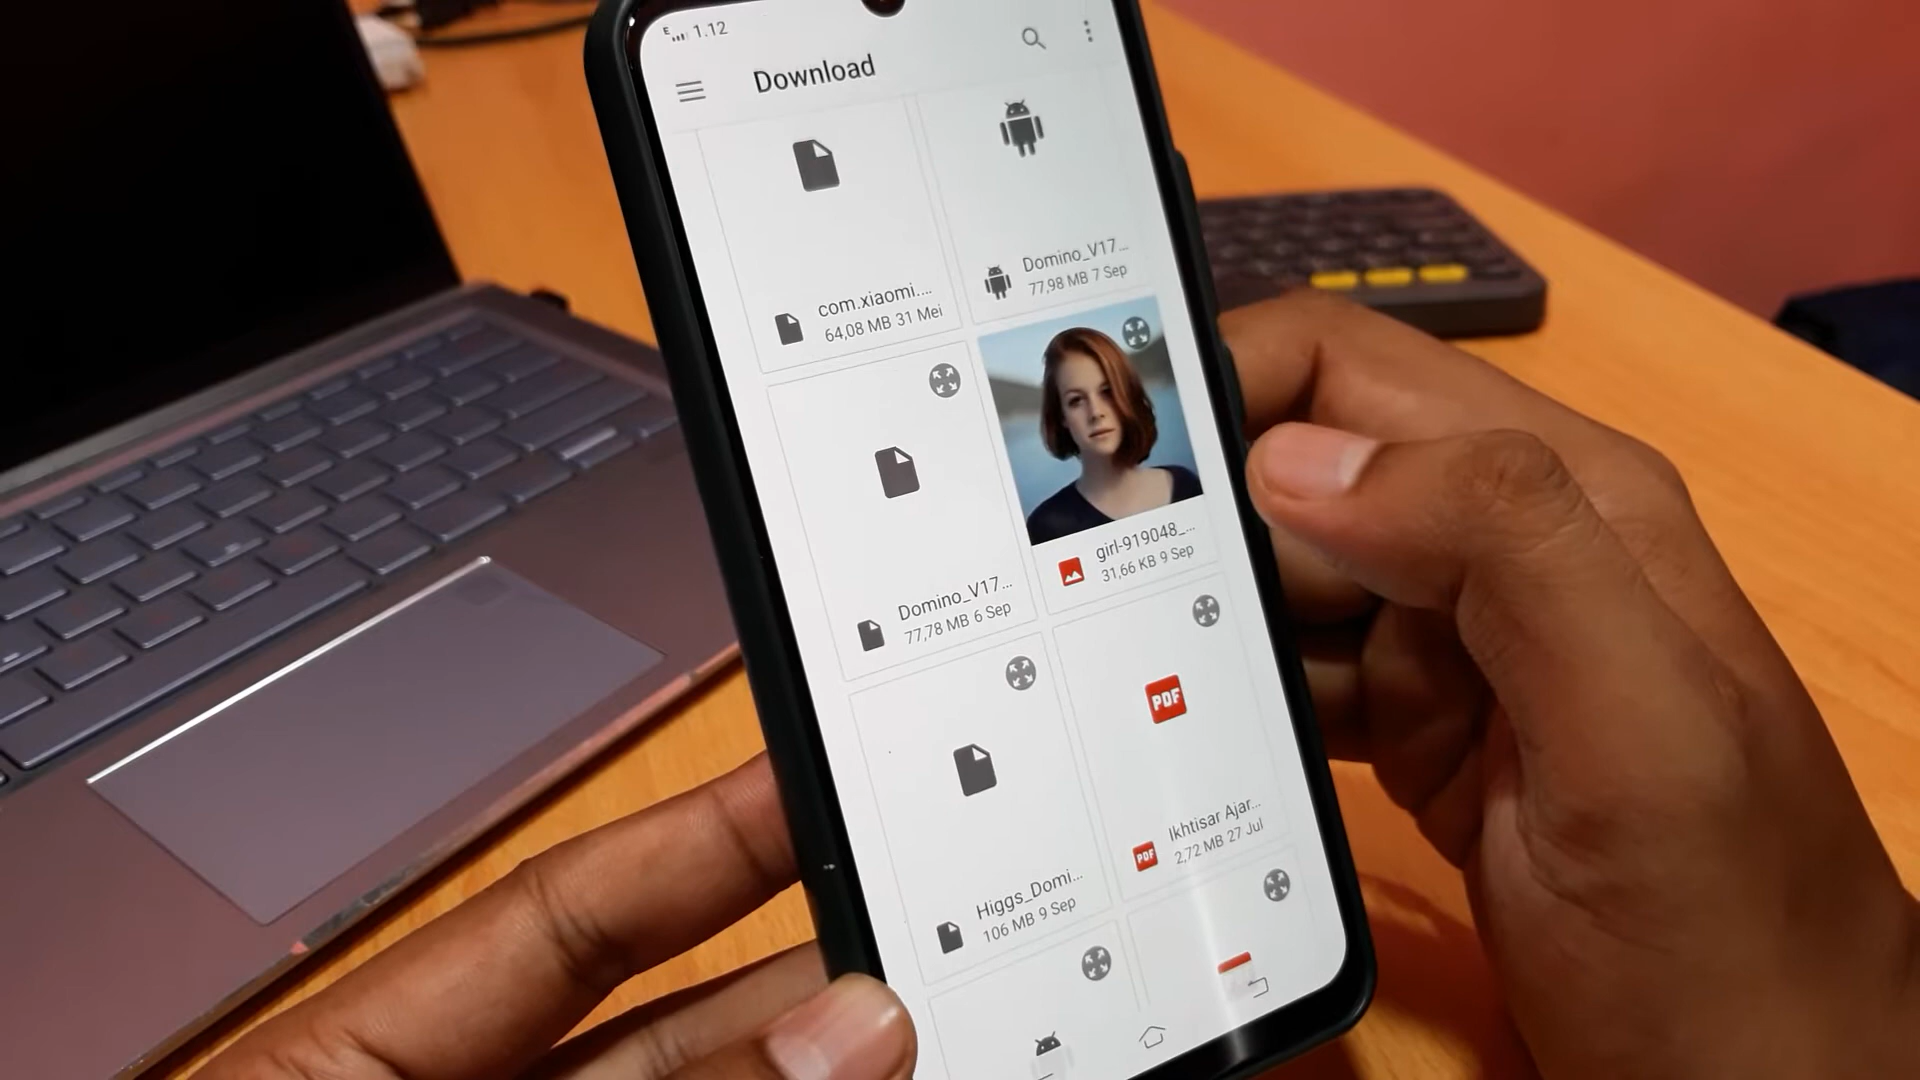 E 1.12
Download
com.xiaomi....
64,08 MB 31 Mei
Domino_V17...
77,98 MB 7 Sep
Domino_V17...
77,78 MB 6 Sep
girl-919048_...
31,66 KB 9 Sep
Higgs_Domi...
106 MB 9 Sep
PDF
Ikhtisar Ajar...
PDF
2,72 MB 27 Jul